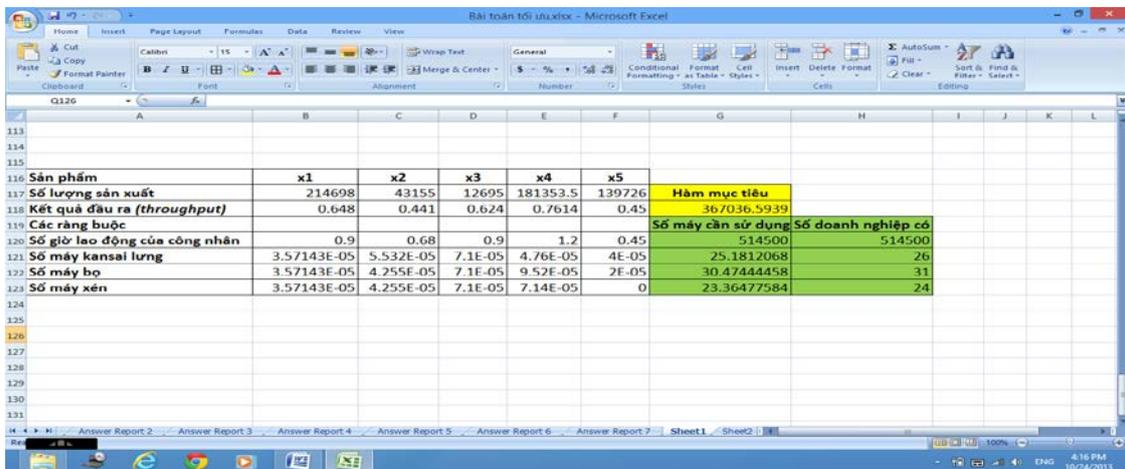 Bài toán tối ưu.xlsx - Microsoft Excel
Home Insert Page Layout Formulas Data Review View
Paste
Cut
Copy
Format Painter
Clipboard
Calibri 15
B I U
Font
Wrap Text
Merge & Center
Alignment
General
$ % ,
Number
Conditional Formatting
Format as Table
Cell Styles
Styles
Insert Delete Format
Cells
AutoSum
Fill
Clear
Sort & Filter
Find & Select
Editing
Q126 fx
A B C D E F G H I J K L
113
114
115
116 Sản phẩm x1 x2 x3 x4 x5
117 Số lượng sản xuất 214698 43155 12695 181353.5 139726 Hàm mục tiêu
118 Kết quả đầu ra (throughput) 0.648 0.441 0.624 0.7614 0.45 367036.5939
119 Các ràng buộc Số máy cần sử dụng Số doanh nghiệp có
120 Số giờ lao động của công nhân 0.9 0.68 0.9 1.2 0.45 514500 514500
121 Số máy kansai lưng 3.57143E-05 5.532E-05 7.1E-05 4.76E-05 4E-05 25.1812068 26
122 Số máy bọ 3.57143E-05 4.255E-05 7.1E-05 9.52E-05 2E-05 30.47444458 31
123 Số máy xén 3.57143E-05 4.255E-05 7.1E-05 7.14E-05 0 23.36477584 24
124
125
126
127
128
129
130
131
Answer Report 2 Answer Report 3 Answer Report 4 Answer Report 5 Answer Report 6 Answer Report 7 Sheet1 Sheet2
100%
ENG
4:16 PM
10/24/2013